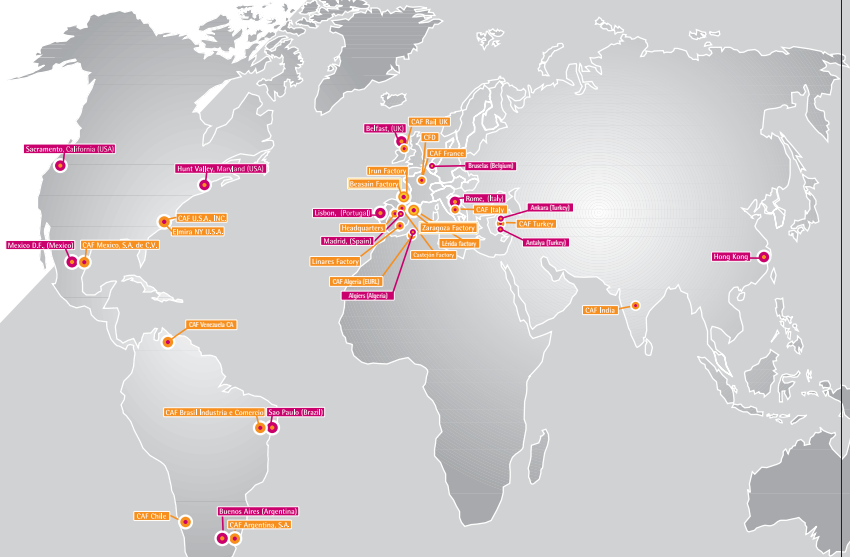 CAF Rail UK
Belfast, (UK)
CFD
Sacramento, California (USA)
CAF France
Hunt Valley, Maryland (USA)
Bruselas (Belgium)
Irun Factory
Beasain Factory
Rome, (Italy)
Ankara (Turkey)
Lisbon, (Portugal)
CAF Italy
CAF U.S.A., INC.
CAF Turkey
Headquarters
Zaragoza Factory
Elmira NY U.S.A.
Madrid, (Spain)
Lérida factory
Antalya (Turkey)
Mexico D.F., (Mexico)
CAF Mexico, S.A. de C.V.
Castejón Factory
Hong Kong
Linares Factory
CAF Algeria (EURL)
Algiers (Algeria)
CAF India
CAF Venezuela CA
CAF Brasil Industria e Comercio
Sao Paulo (Brazil)
Buenos Aires (Argentina)
CAF Chile
CAF Argentina, S.A.